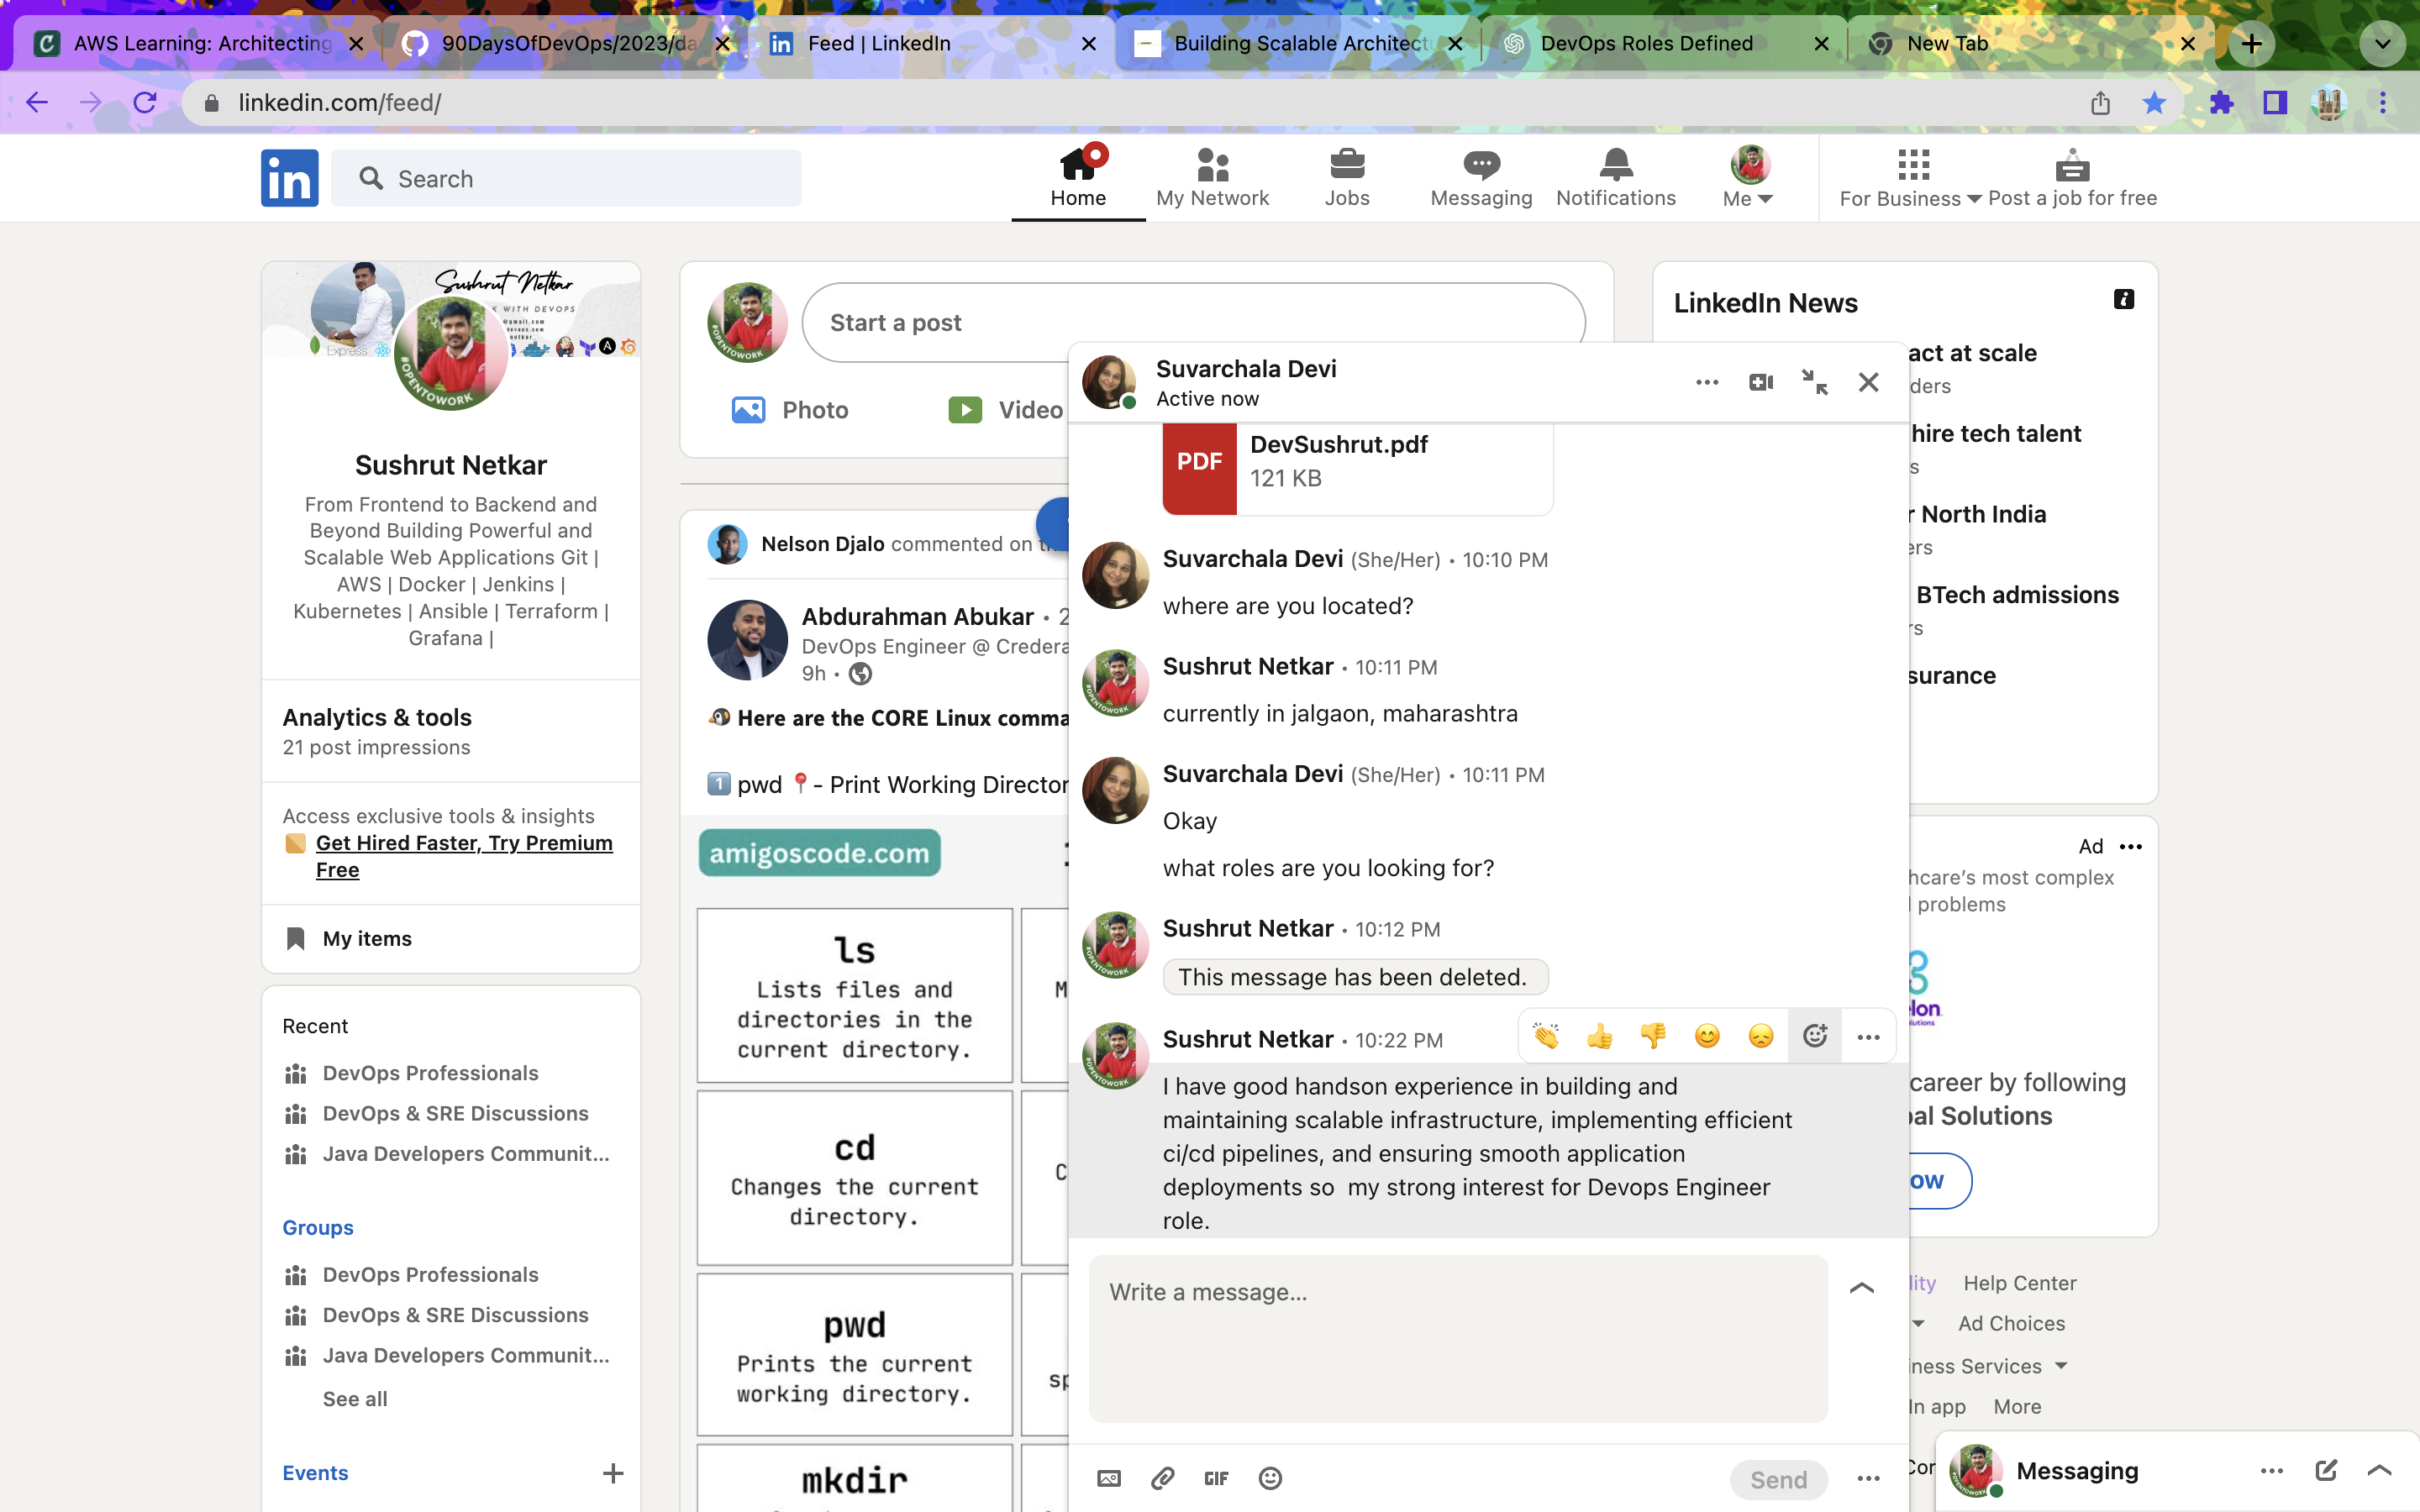 AWS Learning: Architecting
90DaysOfDevOps/2023/da
Feed | LinkedIn
Building Scalable Architect
DevOps Roles Defined
New Tab
linkedin.com/feed/
in
Search
Home
My Network
Jobs
Messaging
Notifications
Me
For Business
Post a job for free
Sushrut Netkar
K WITH DEVOPS
Express
#OPENTOWORK
Sushrut Netkar
From Frontend to Backend and
Beyond Building Powerful and
Scalable Web Applications Git |
AWS | Docker | Jenkins |
Kubernetes | Ansible | Terraform |
Grafana |
Analytics & tools
21 post impressions
Access exclusive tools & insights
Get Hired Faster, Try Premium
Free
My items
Recent
DevOps Professionals
DevOps & SRE Discussions
Java Developers Communit...
Groups
DevOps Professionals
DevOps & SRE Discussions
Java Developers Communit...
See all
Events
Start a post
Photo
Video
Nelson Djalo commented on
Abdurahman Abukar • 2
DevOps Engineer @ Credera
9h •
Here are the CORE Linux comma
1 pwd - Print Working Director
amigoscode.com
ls
Lists files and
directories in the
current directory.
cd
Changes the current
directory.
pwd
Prints the current
working directory.
mkdir
Suvarchala Devi
Active now
PDF
DevSushrut.pdf
121 KB
Suvarchala Devi (She/Her) • 10:10 PM
where are you located?
Sushrut Netkar • 10:11 PM
currently in jalgaon, maharashtra
Suvarchala Devi (She/Her) • 10:11 PM
Okay
what roles are you looking for?
Sushrut Netkar • 10:12 PM
This message has been deleted.
Sushrut Netkar • 10:22 PM
I have good handson experience in building and
maintaining scalable infrastructure, implementing efficient
ci/cd pipelines, and ensuring smooth application
deployments so  my strong interest for Devops Engineer
role.
Write a message...
GIF
Send
LinkedIn News
act at scale
ders
hire tech talent
s
r North India
ers
BTech admissions
rs
surance
Ad
hcare's most complex
problems
elon
lutions
career by following
al Solutions
ow
lity
Help Center
Ad Choices
iness Services
In app
More
Cor
Messaging